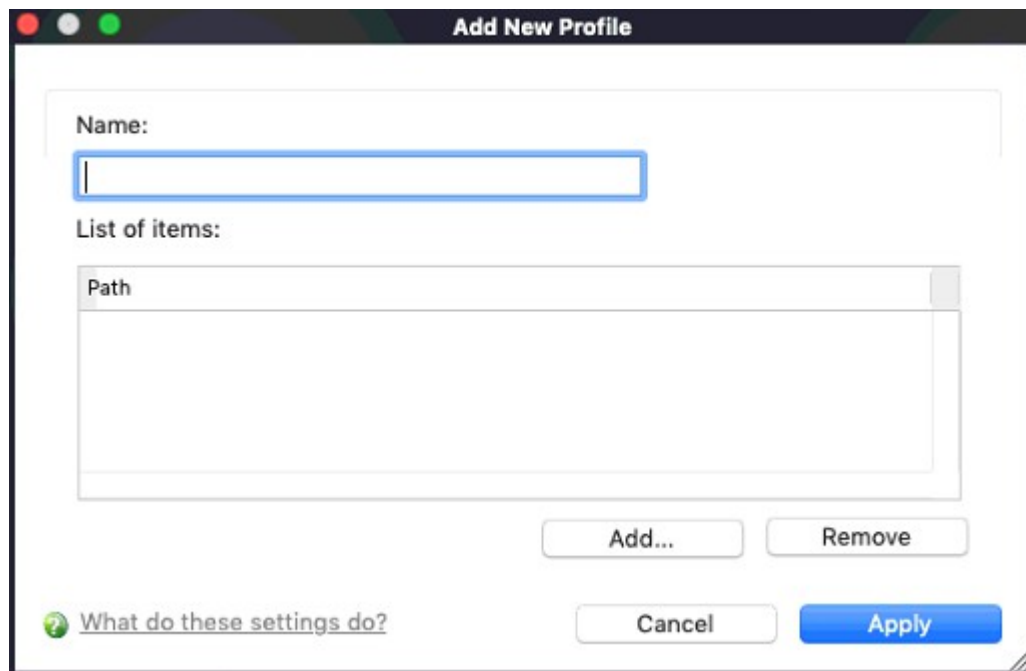 Add New Profile
Name:
List of items:
Path
Add...
Remove
What do these settings do?
Cancel
Apply